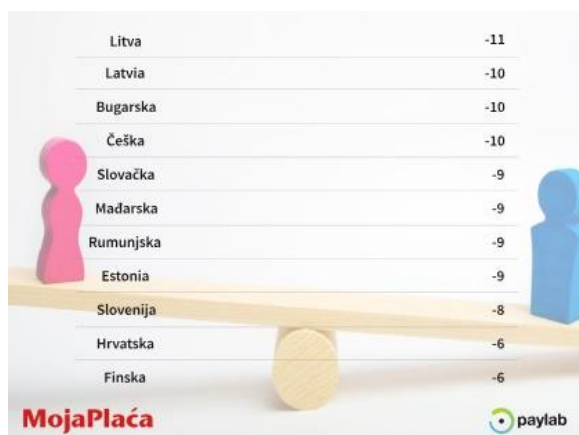 Litva -11
Latvia -10
Bugarska -10
Češka -10
Slovačka -9
Mađarska -9
Rumunjska -9
Estonia -9
Slovenija -8
Hrvatska -6
Finska -6
MojaPlaća paylab